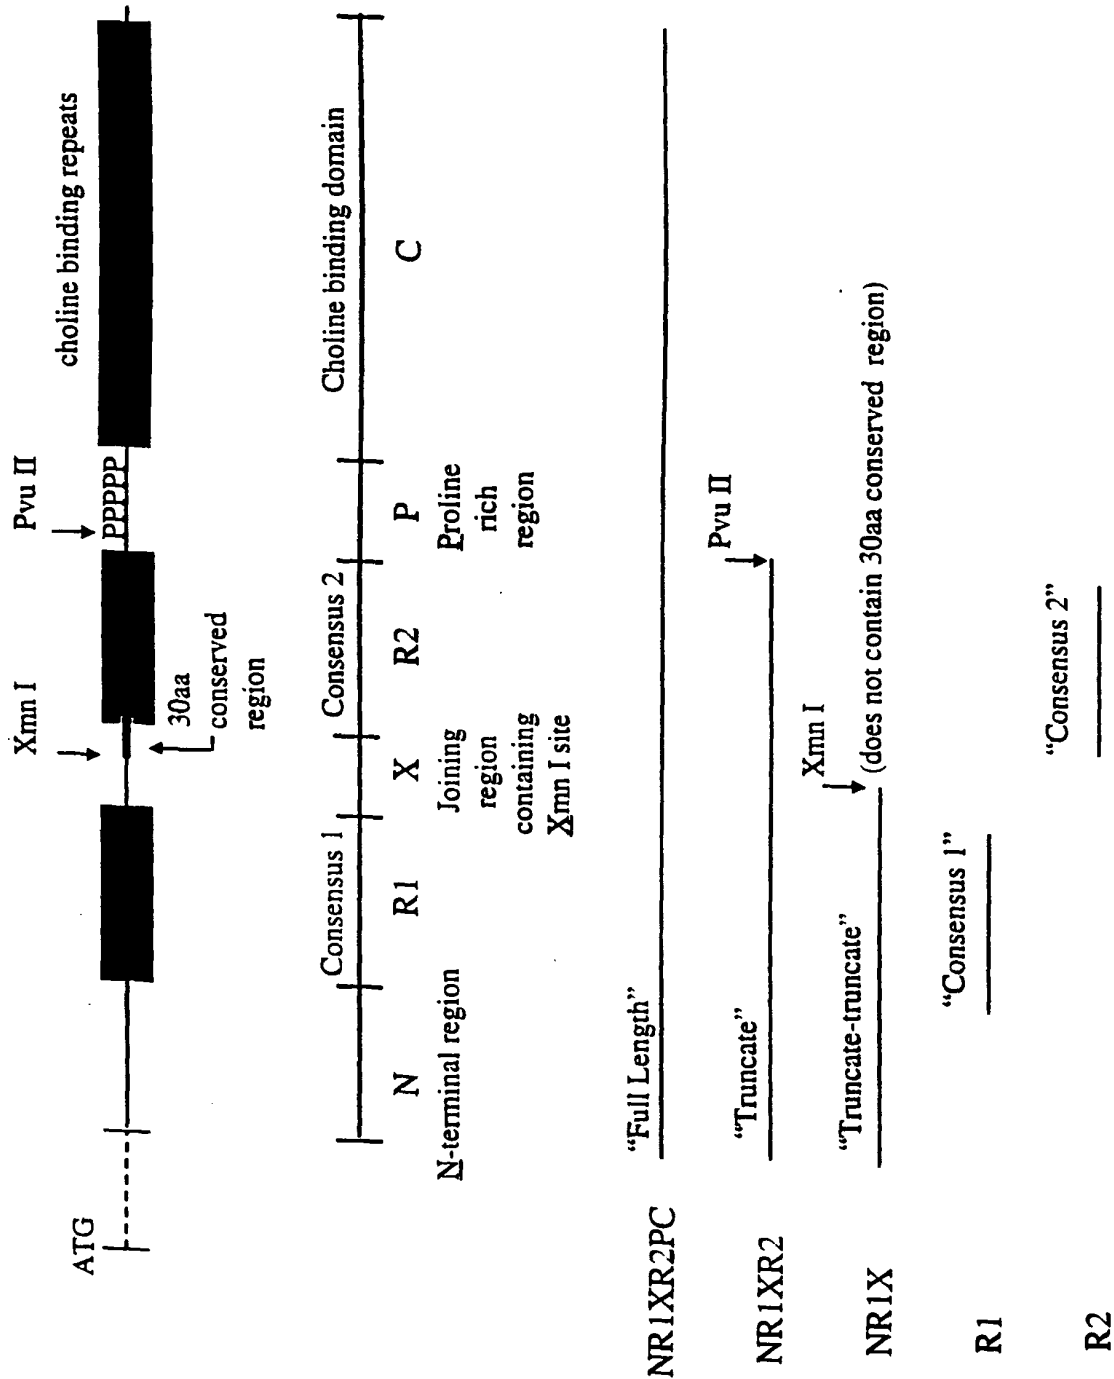 Xmn I
Pvu II
choline binding repeats
ATG
PPPPP
30aa
conserved
region
Consensus 1
Consensus 2
Choline binding domain
N
R1
X
R2
P
C
N-terminal region
Joining
region
containing
Xmn I site
Proline
rich
region
NR1XR2PC
“Full Length”
NR1XR2
“Truncate”
Pvu II
NR1X
“Truncate-truncate”
Xmn I
(does not contain 30aa conserved region)
R1
“Consensus 1”
R2
“Consensus 2”